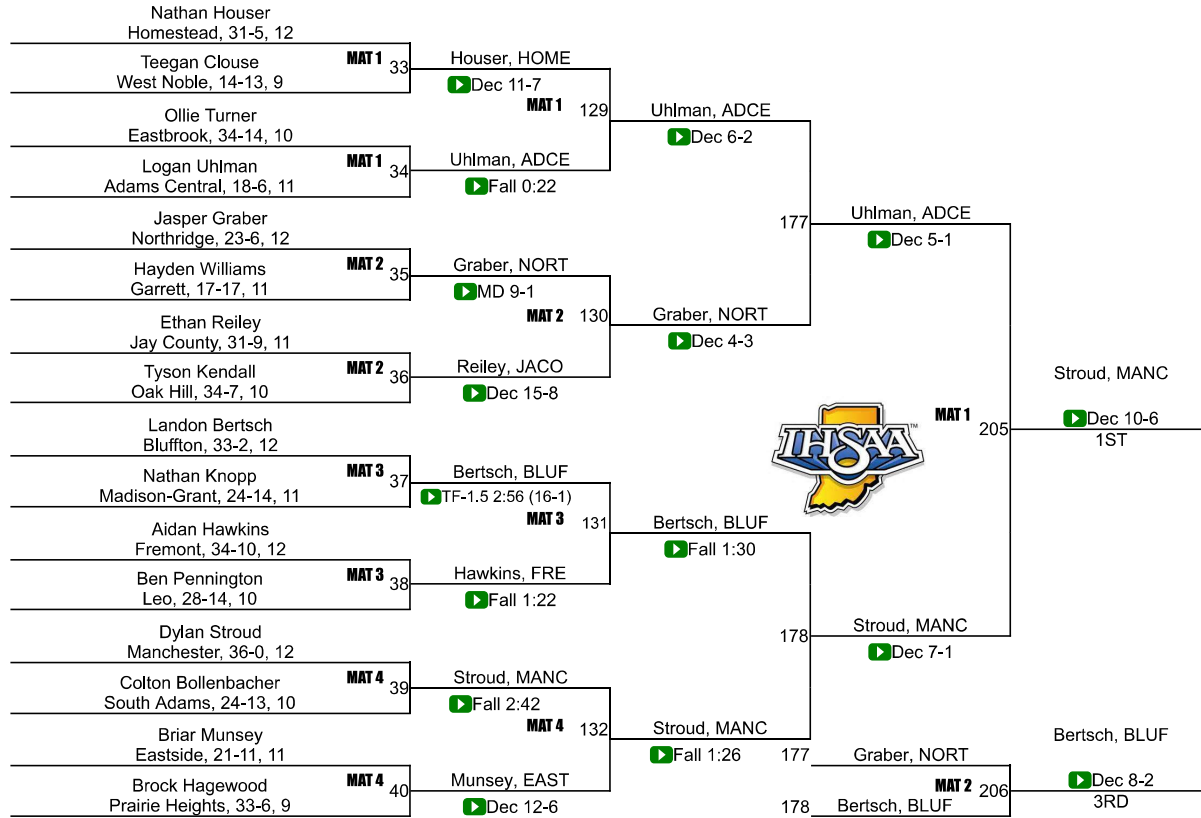 Nathan Houser
Homestead, 31-5, 12
MAT 1 33
Teegan Clouse
West Noble, 14-13, 9
Houser, HOME
Dec 11-7
MAT 1 129
Ollie Turner
Eastbrook, 34-14, 10
MAT 1 34
Logan Uhlman
Adams Central, 18-6, 11
Uhlman, ADCE
Fall 0:22
Uhlman, ADCE
Dec 6-2
Jasper Graber
Northridge, 23-6, 12
MAT 2 35
Hayden Williams
Garrett, 17-17, 11
Graber, NORT
MD 9-1
MAT 2 130
Ethan Reiley
Jay County, 31-9, 11
MAT 2 36
Tyson Kendall
Oak Hill, 34-7, 10
Reiley, JACO
Dec 15-8
Graber, NORT
Dec 4-3
177
Uhlman, ADCE
Dec 5-1
Landon Bertsch
Bluffton, 33-2, 12
MAT 3 37
Nathan Knopp
Madison-Grant, 24-14, 11
Bertsch, BLUF
TF-1.5 2:56 (16-1)
MAT 3 131
Aidan Hawkins
Fremont, 34-10, 12
MAT 3 38
Ben Pennington
Leo, 28-14, 10
Hawkins, FRE
Fall 1:22
Bertsch, BLUF
Fall 1:30
Dylan Stroud
Manchester, 36-0, 12
MAT 4 39
Colton Bollenbacher
South Adams, 24-13, 10
Stroud, MANC
Fall 2:42
MAT 4 132
Briar Munsey
Eastside, 21-11, 11
MAT 4 40
Brock Hagewood
Prairie Heights, 33-6, 9
Munsey, EAST
Dec 12-6
Stroud, MANC
Fall 1:26
178
Stroud, MANC
Dec 7-1
IHSAA™
MAT 1 205
Stroud, MANC
Dec 10-6
1ST
177 Graber, NORT
MAT 2 206
178 Bertsch, BLUF
Bertsch, BLUF
Dec 8-2
3RD